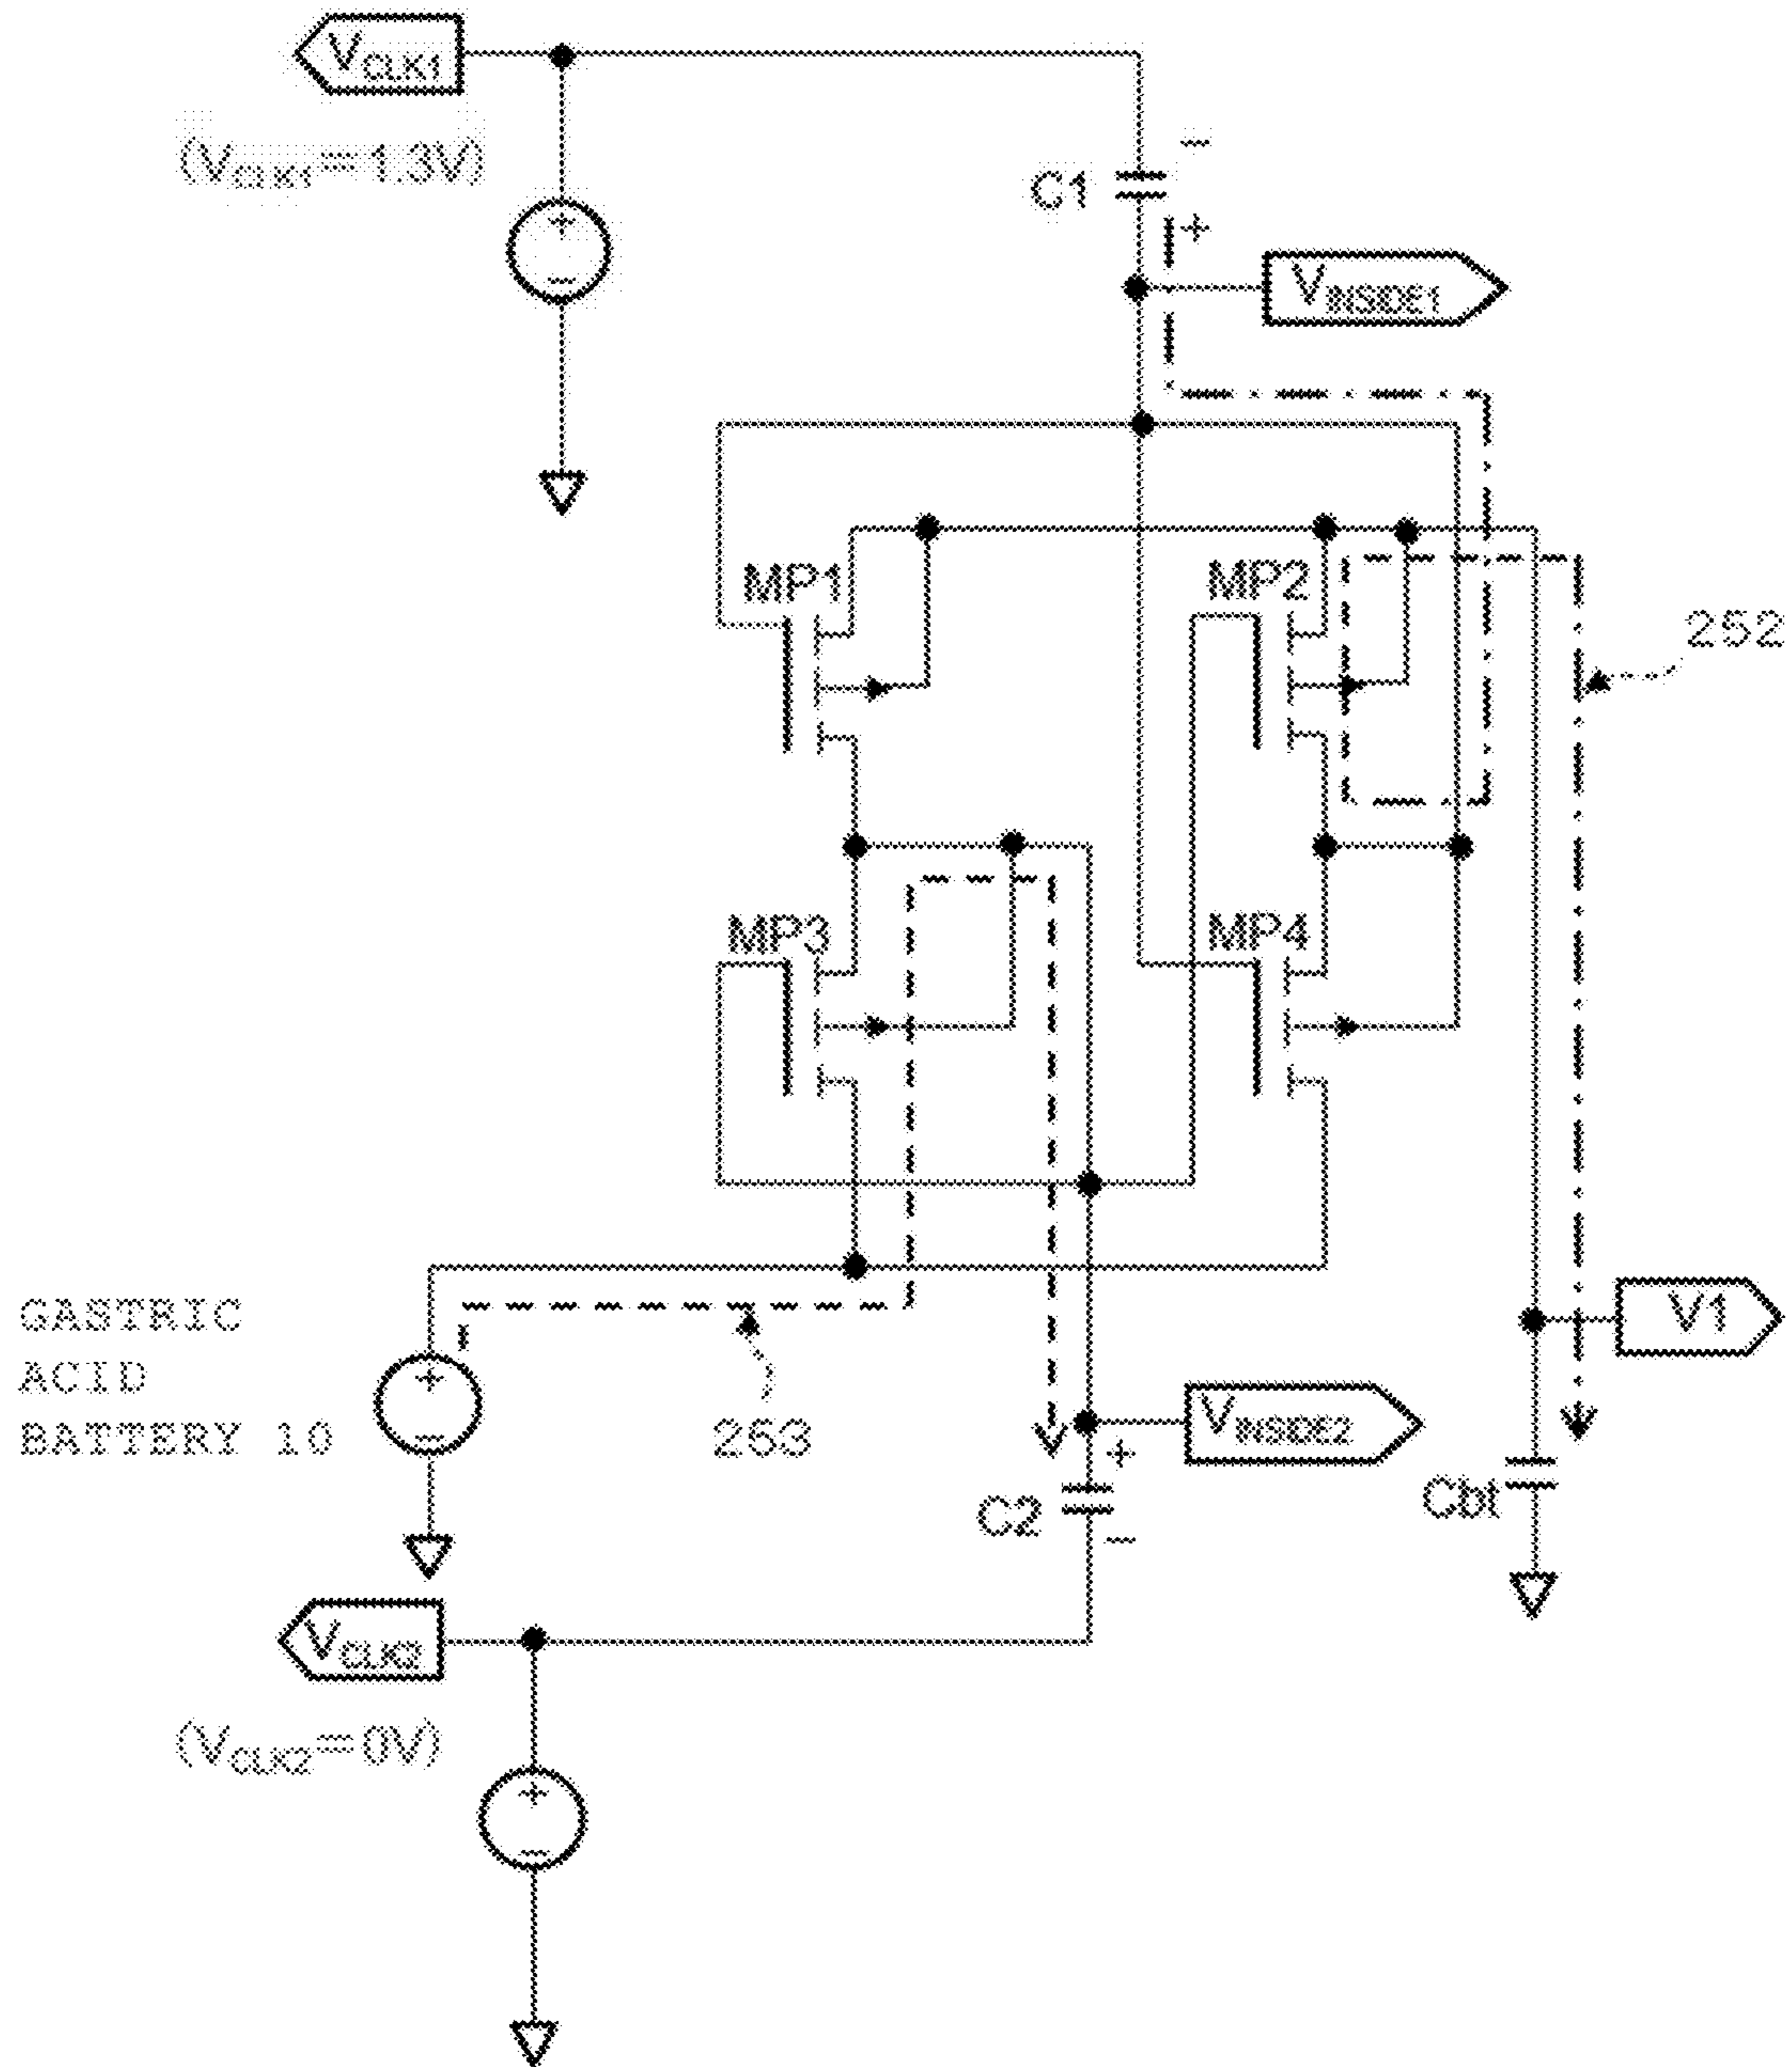 VCLK1
(VCLK1=1.3V)
−
C1
+
VINSIDE1
+
−
MP1
MP2
252
MP3
MP4
GASTRIC
ACID
BATTERY 10
+
−
253
V1
VINSIDE2
+
C2
−
Cbt
VCLK2
(VCLK2=0V)
+
−